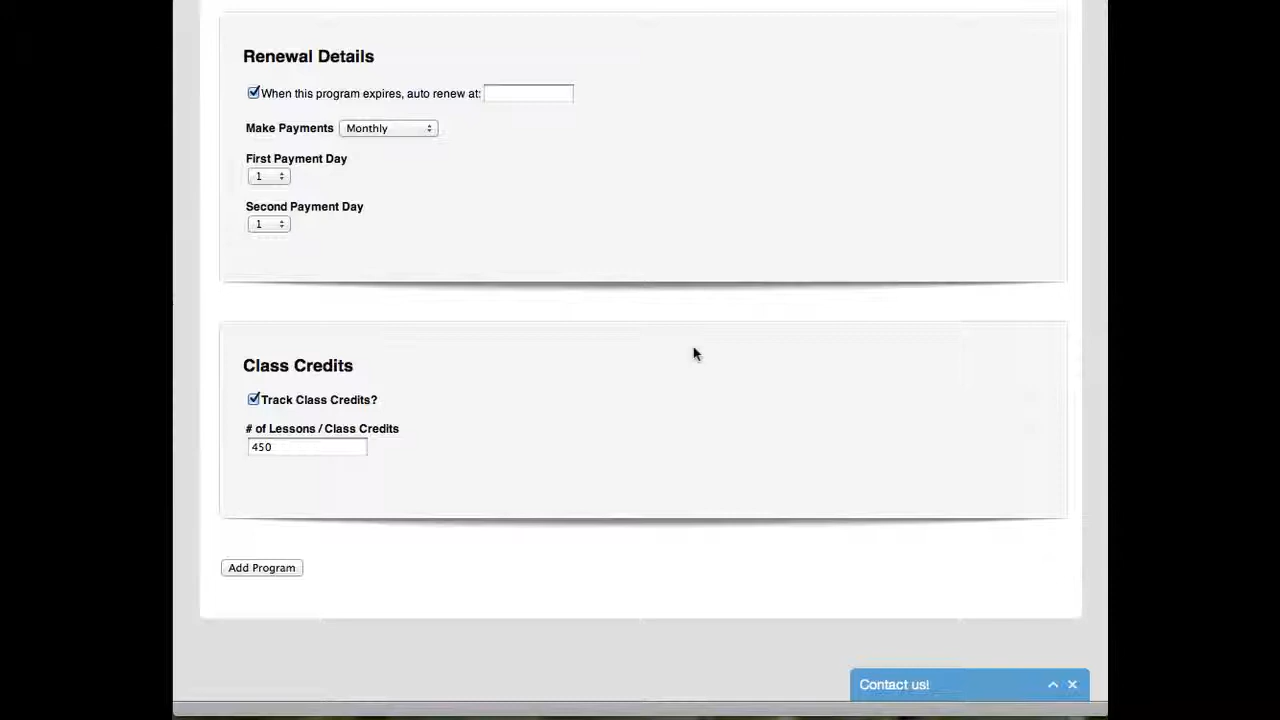 Renewal Details
When this program expires, auto renew at:
Make Payments Monthly
First Payment Day
1
Second Payment Day
1
Class Credits
Track Class Credits?
# of Lessons / Class Credits
450
Add Program
Contact us!